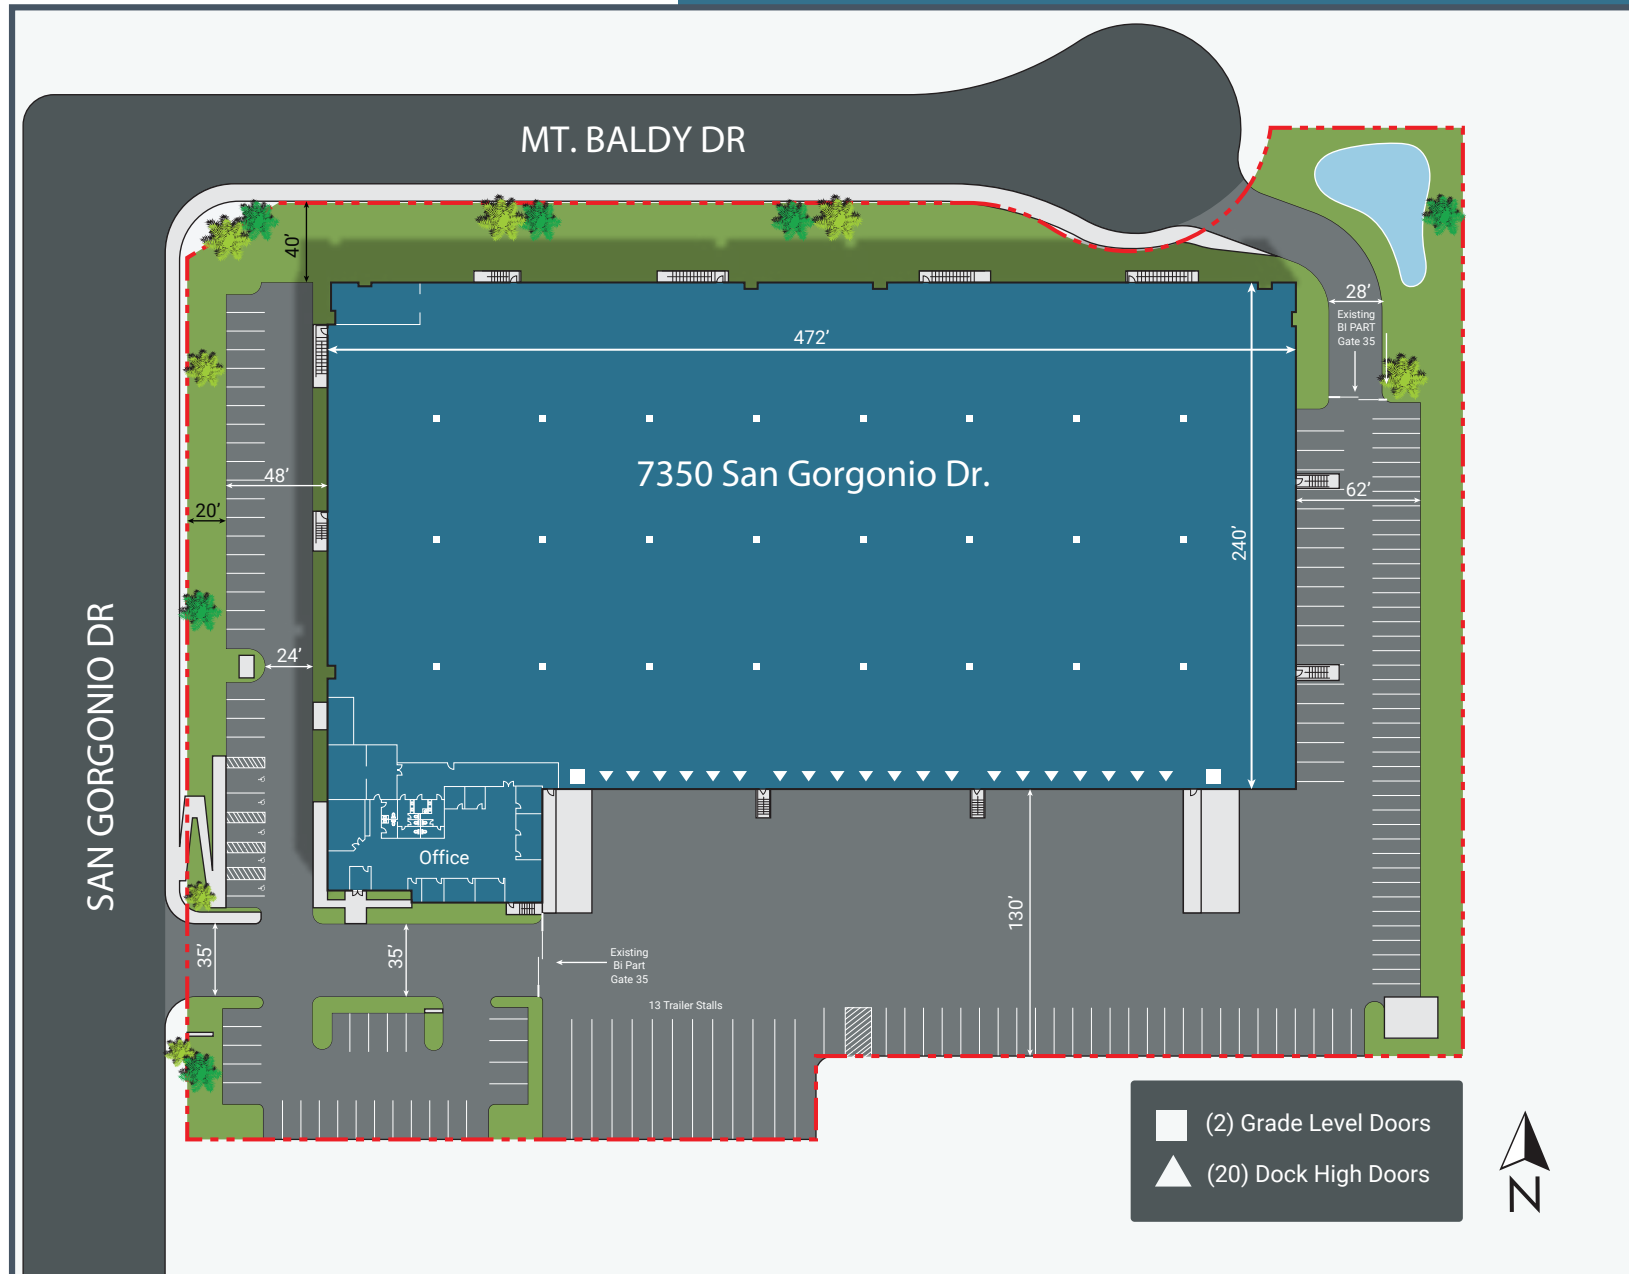 MT. BALDY DR
40’
28’
Existing
BI PART
Gate 35
472’
7350 San Gorgonio Dr.
48’
62’
20’
240’
SAN GORGONIO DR
24’
Office
130’
35’
35’
Existing
Bi Part
Gate 35
13 Trailer Stalls
(2) Grade Level Doors
(20) Dock High Doors
N